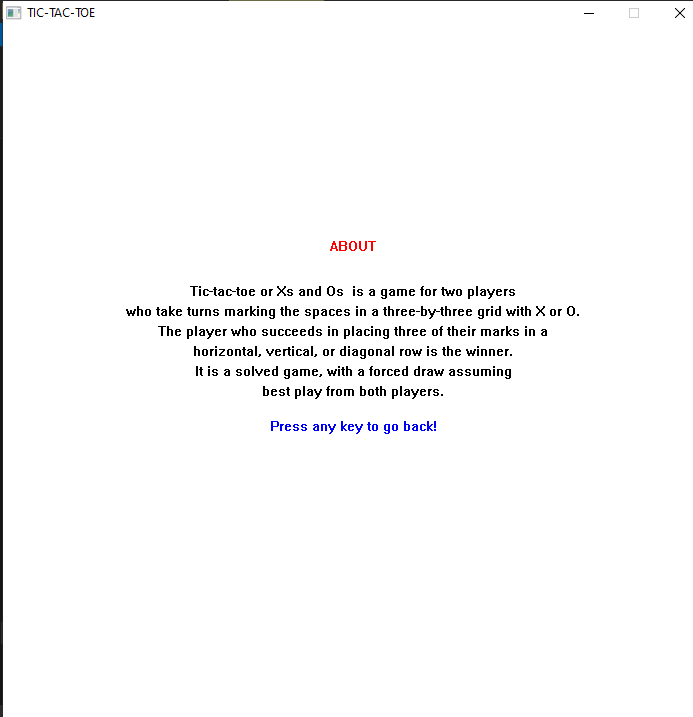 TIC-TAC-TOE
ABOUT
Tic-tac-toe or Xs and Os  is a game for two players
who take turns marking the spaces in a three-by-three grid with X or O.
The player who succeeds in placing three of their marks in a
horizontal, vertical, or diagonal row is the winner.
It is a solved game, with a forced draw assuming
best play from both players.
Press any key to go back!